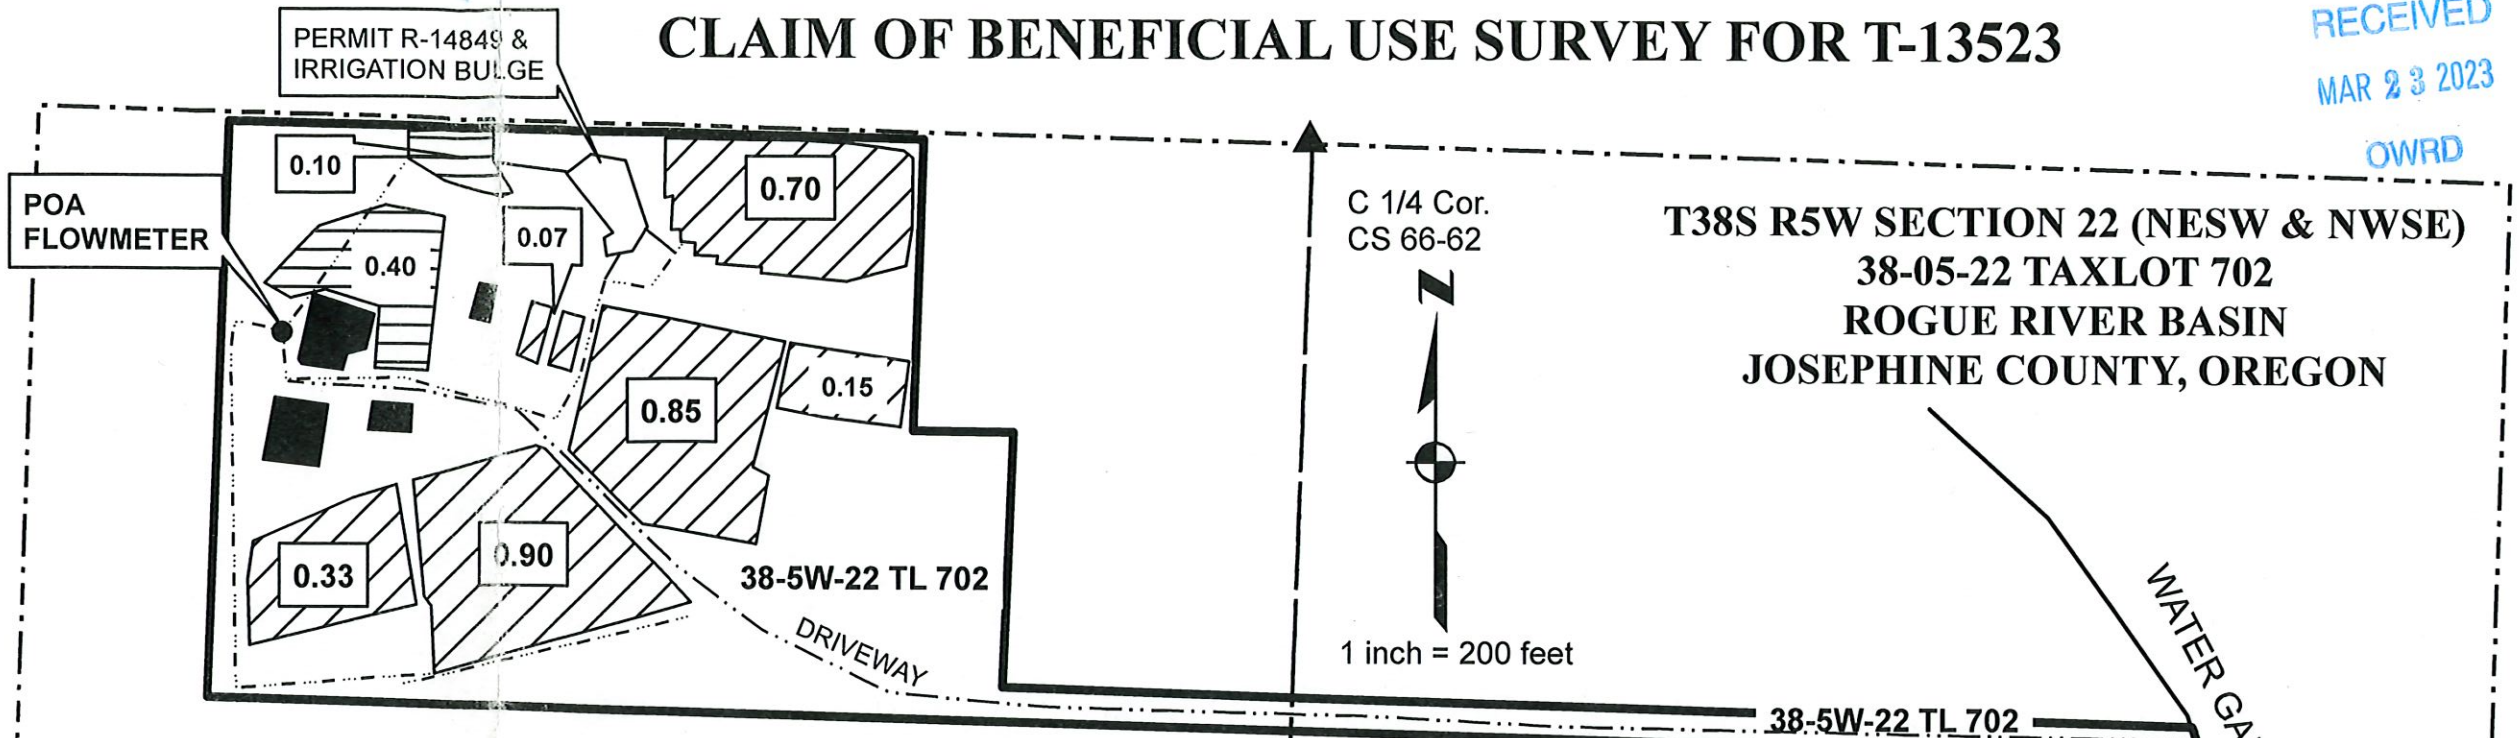 CLAIM OF BENEFICIAL USE SURVEY FOR T-13523
RECEIVED
MAR 23 2023
OWRD
PERMIT R-14849 &
IRRIGATION BULGE
POA
FLOWMETER
0.10
0.70
0.40
0.07
0.85
0.15
0.33
0.90
38-5W-22 TL 702
DRIVEWAY
C 1/4 Cor.
CS 66-62
N
1 inch = 200 feet
T38S R5W SECTION 22 (NESW & NWSE)
38-05-22 TAXLOT 702
ROGUE RIVER BASIN
JOSEPHINE COUNTY, OREGON
WATER
38-5W-22 TL 702